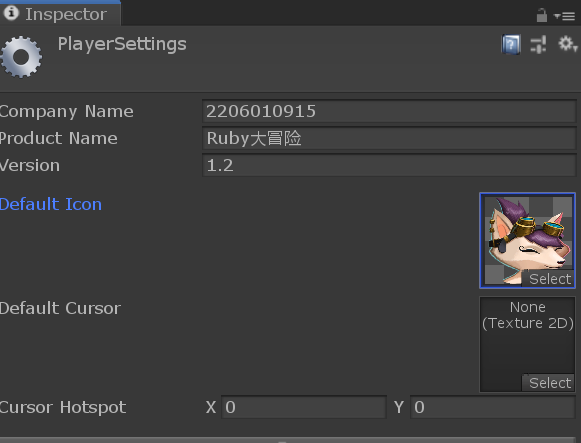 Inspector
PlayerSettings
Company Name 2206010915
Product Name Ruby大冒险
Version 1.2
Default Icon
Select
Default Cursor
None
(Texture 2D)
Select
Cursor Hotspot X 0 Y 0